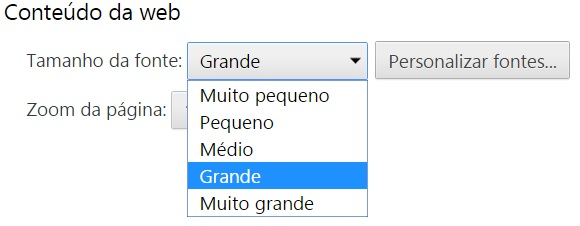 Conteúdo da web
Tamanho da fonte: Grande Personalizar fontes...
Muito pequeno
Zoom da página:
Pequeno
Médio
Grande
Muito grande